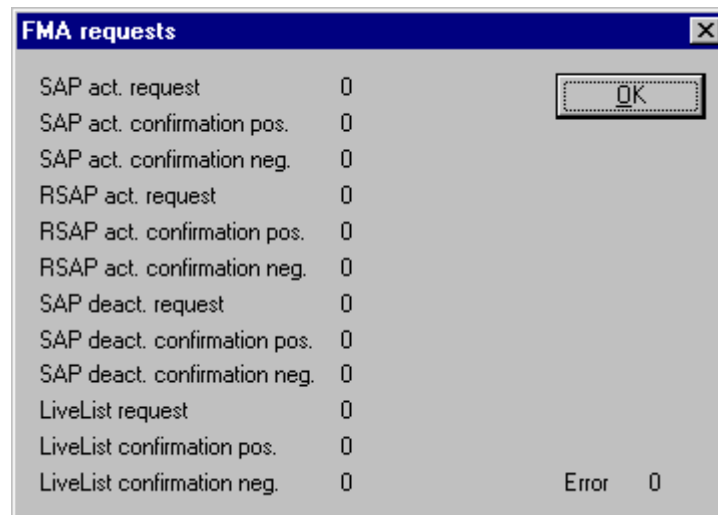 FMA requests
SAP act. request 0
OK
SAP act. confirmation pos. 0
SAP act. confirmation neg. 0
RSAP act. request 0
RSAP act. confirmation pos. 0
RSAP act. confirmation neg. 0
SAP deact. request 0
SAP deact. confirmation pos. 0
SAP deact. confirmation neg. 0
LiveList request 0
LiveList confirmation pos. 0
LiveList confirmation neg. 0
Error 0